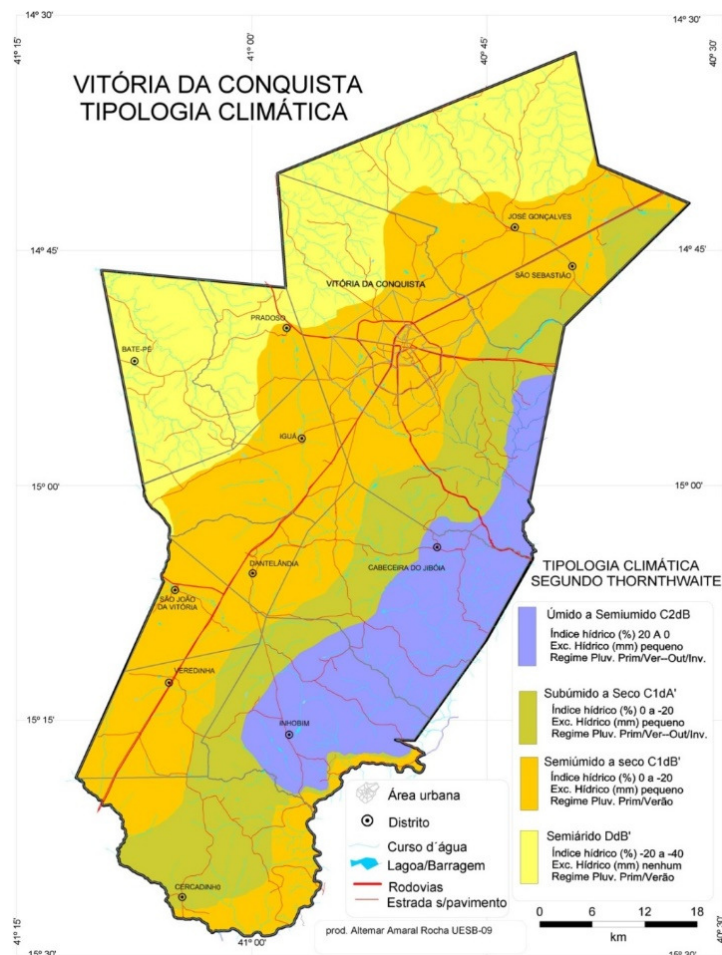 14º 30'
14º 30'
41º 15'
41º 00'
40º 45'
40º 30'
VITÓRIA DA CONQUISTA
TIPOLOGIA CLIMÁTICA
JOSÉ GONÇALVES
14º 45'
14º 45'
SÃO SEBASTIÃO
VITÓRIA DA CONQUISTA
PRADOSO
BATE-PÉ
IGUÁ
15º 00'
15º 00'
DANTELÂNDIA
CABECEIRA DO JIBÓIA
SÃO JOÃO
DA VITÓRIA
VEREDINHA
15º 15'
INHOBIM
CERCADINHO
TIPOLOGIA CLIMÁTICA
SEGUNDO THORNTHWAITE
Úmido a Semiumido C2dB
Índice hídrico (%) 20 A 0
Exc. Hídrico (mm) pequeno
Regime Pluv. Prim/Ver--Out/Inv.
Subúmido a Seco C1dA'
Índice hídrico (%) 0 a -20
Exc. Hídrico (mm) pequeno
Regime Pluv. Prim/Ver--Out/Inv.
Semiúmido a seco C1dB'
Índice hídrico (%) 0 a -20
Exc. Hídrico (mm) pequeno
Regime Pluv. Prim/Verão
Semiárido DdB'
Índice hídrico (%) -20 a -40
Exc. Hídrico (mm) nenhum
Regime Pluv. Prim/Verão
Área urbana
Distrito
Curso d´água
Lagoa/Barragem
Rodovias
Estrada s/pavimento
0 6 12 18
km
prod. Altemar Amaral Rocha UESB-09
41º 15'
41º 00'
40º 30'
15º 30'
15º 30'